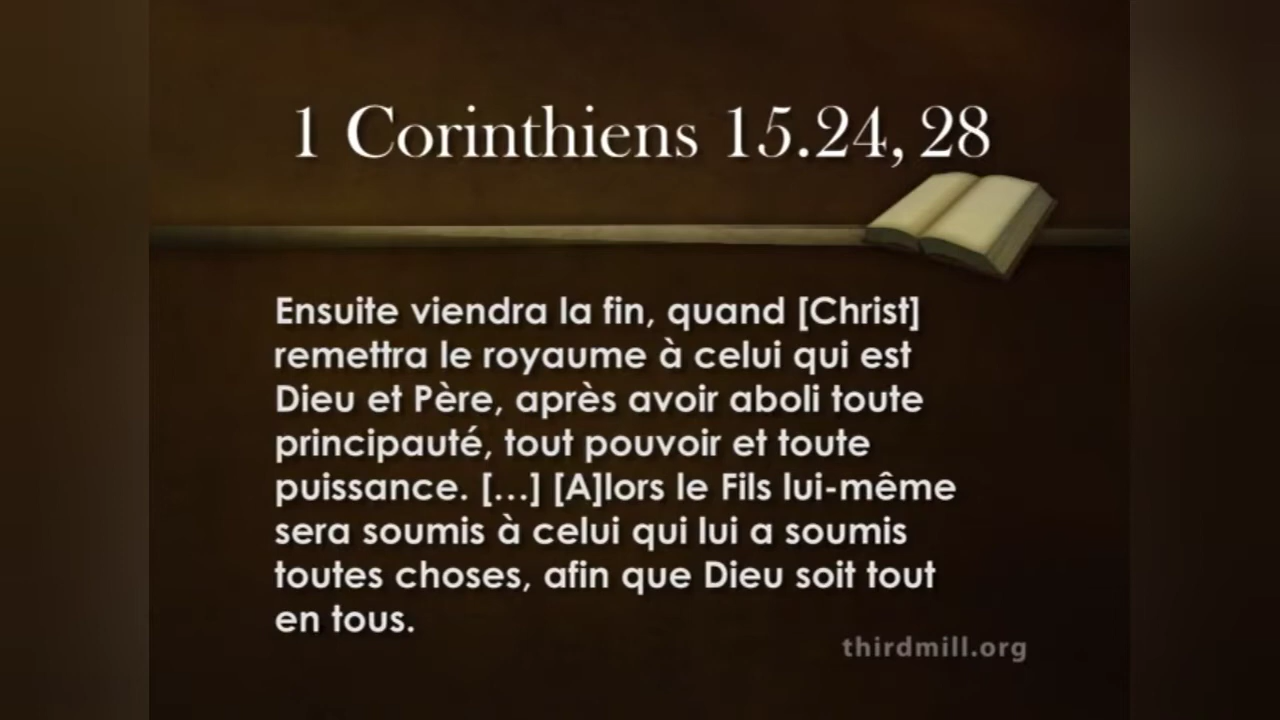 1 Corinthiens 15.24, 28
Ensuite viendra la fin, quand [Christ]
remettra le royaume à celui qui est
Dieu et Père, après avoir aboli toute
principauté, tout pouvoir et toute
puissance. [...] [A]lors le Fils lui-même
sera soumis à celui qui lui a soumis
toutes choses, afin que Dieu soit tout
en tous.
thirdmill.org